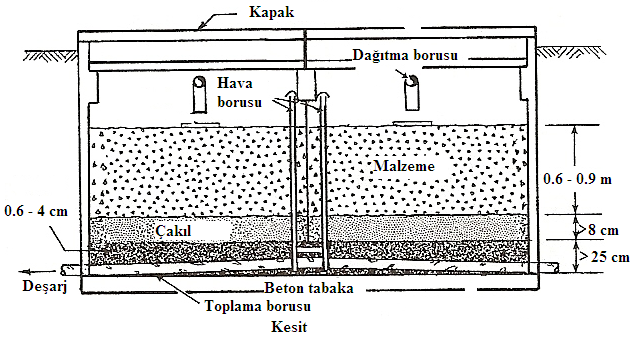 Kapak
Dağıtma borusu
Hava
borusu
Malzeme
0.6 - 0.9 m
0.6 - 4 cm
Çakıl
>8 cm
>25 cm
Deşarj
Beton tabaka
Toplama borusu
Kesit